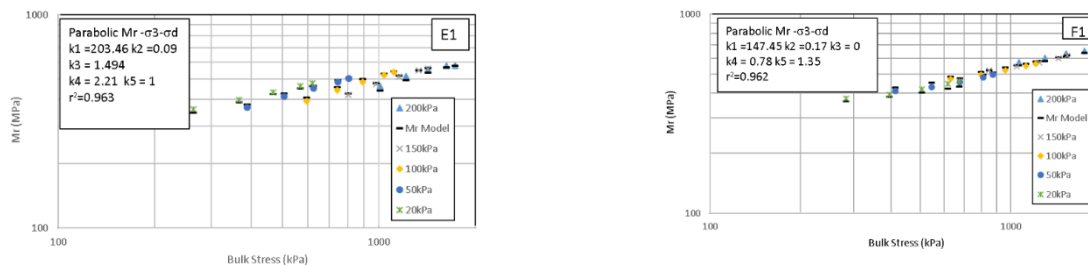 1000
Parabolic Mr -σ3-σd
k1 =203.46 k2 =0.09
k3 = 1.494
k4 = 2.21 k5 = 1
r²=0.963
E1
Mr (MPa)
200kPa
Mr Model
150kPa
100kPa
50kPa
20kPa
100
100
1000
Bulk Stress (kPa)
1000
Parabolic Mr -σ3-σd
k1 =147.45 k2 =0.17 k3 = 0
k4 = 0.78 k5 = 1.35
r²=0.962
F1
Mr (MPa)
200kPa
Mr Model
150kPa
100kPa
50kPa
20kPa
100
100
1000
Bulk Stress (kPa)